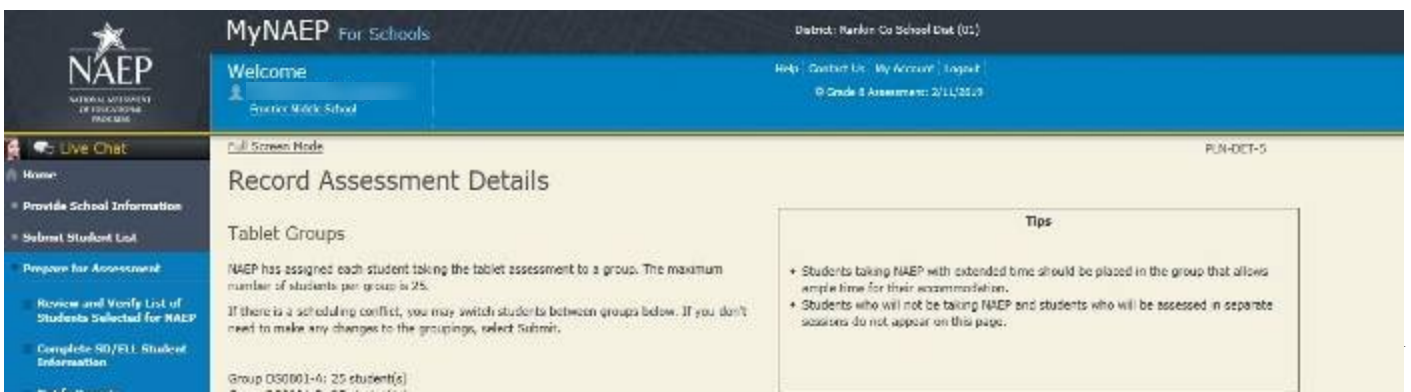 MyNAEP For Schools
District: Rankin Co School Dist (01)
NAEP
NATIONAL ASSESSMENT
OF EDUCATIONAL
PROGRESS
Welcome
Help Contact Us My Account Logout
Grade 8 Assessment: 2/11/2019
Middle School
Live Chat
Full Screen Mode
PLN-DET-5
Home
Record Assessment Details
Provide School Information
Submit Student List
Tablet Groups
Tips
Prepare for Assessment
NAEP has assigned each student taking the tablet assessment to a group. The maximum
number of students per group is 25.
If there is a scheduling conflict, you may switch students between groups below. If you don't
need to make any changes to the groupings, select Submit.
• Students taking NAEP with extended time should be placed in the group that allows
ample time for their accommodation.
• Students who will not be taking NAEP and students who will be assessed in separate
sessions do not appear on this page.
Review and Verify List of
Students Selected for NAEP
Complete SD/ELL Student
Information
Group DS0801-A: 25 student(s)